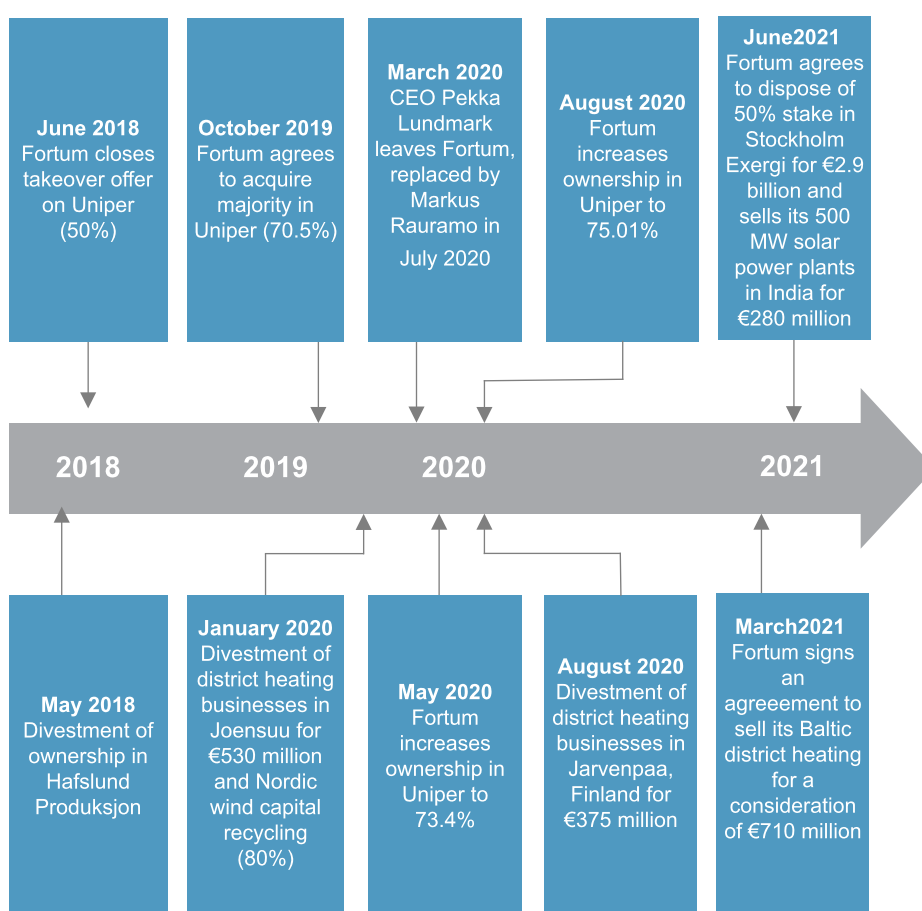 June 2018
Fortum closes
takeover offer
on Uniper
(50%)
October 2019
Fortum agrees
to acquire
majority in
Uniper (70.5%)
March 2020
CEO Pekka
Lundmark
leaves Fortum,
replaced by
Markus
Rauramo in
July 2020
August 2020
Fortum
increases
ownership in
Uniper to
75.01%
June2021
Fortum agrees
to dispose of
50% stake in
Stockholm
Exergi for €2.9
billion and
sells its 500
MW solar
power plants
in India for
€280 million
2018
2019
2020
2021
May 2018
Divestment of
ownership in
Hafslund
Produksjon
January 2020
Divestment of
district heating
businesses in
Joensuu for
€530 million
and Nordic
wind capital
recycling
(80%)
May 2020
Fortum
increases
ownership in
Uniper to
73.4%
August 2020
Divestment of
district heating
businesses in
Jarvenpaa,
Finland for
€375 million
March2021
Fortum signs
an
agreeement to
sell its Baltic
district heating
for a
consideration
of €710 million